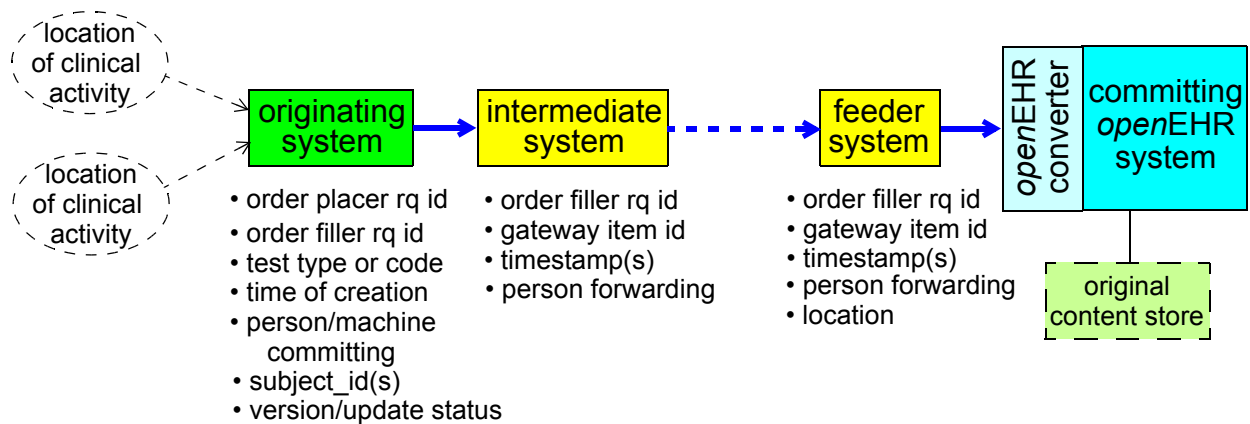 location
of clinical
activity
location
of clinical
activity
originating
system
• order placer rq id
• order filler rq id
• test type or code
• time of creation
• person/machine
committing
• subject_id(s)
• version/update status
intermediate
system
• order filler rq id
• gateway item id
• timestamp(s)
• person forwarding
feeder
system
• order filler rq id
• gateway item id
• timestamp(s)
• person forwarding
• location
openEHR
converter
committing
openEHR
system
original
content store